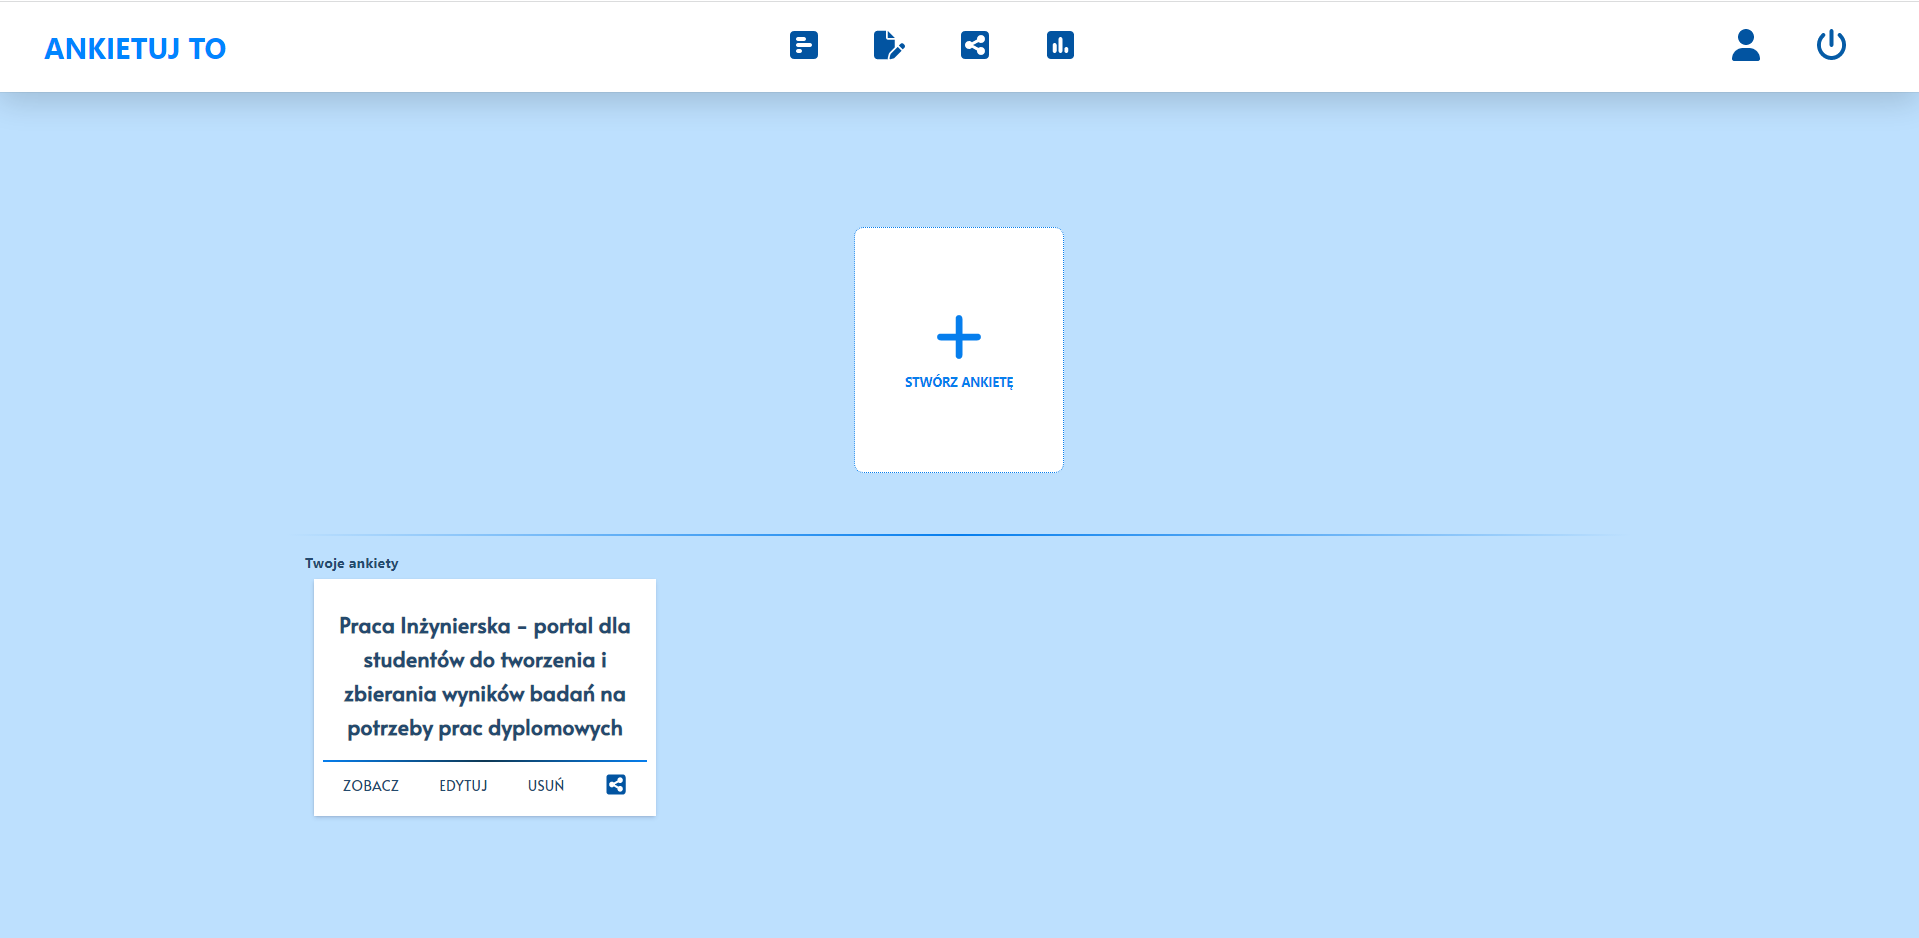 ANKIETUJ TO
STWÓRZ ANKIETĘ
Twoje ankiety
Praca Inżynierska - portal dla
studentów do tworzenia i
zbierania wyników badań na
potrzeby prac dyplomowych
ZOBACZ EDYTUJ USUŃ